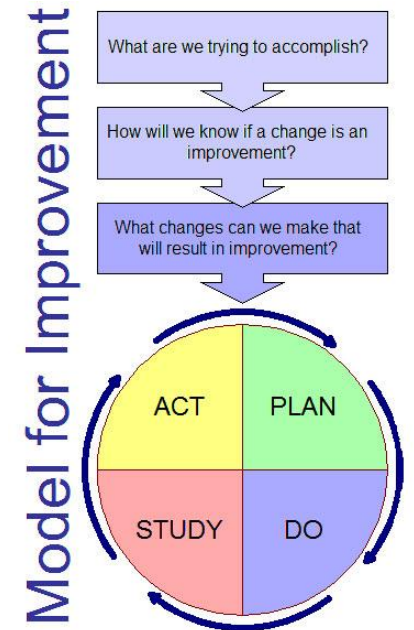 Model for Improvement
What are we trying to accomplish?
How will we know if a change is an
improvement?
What changes can we make that
will result in improvement?
ACT
PLAN
STUDY
DO